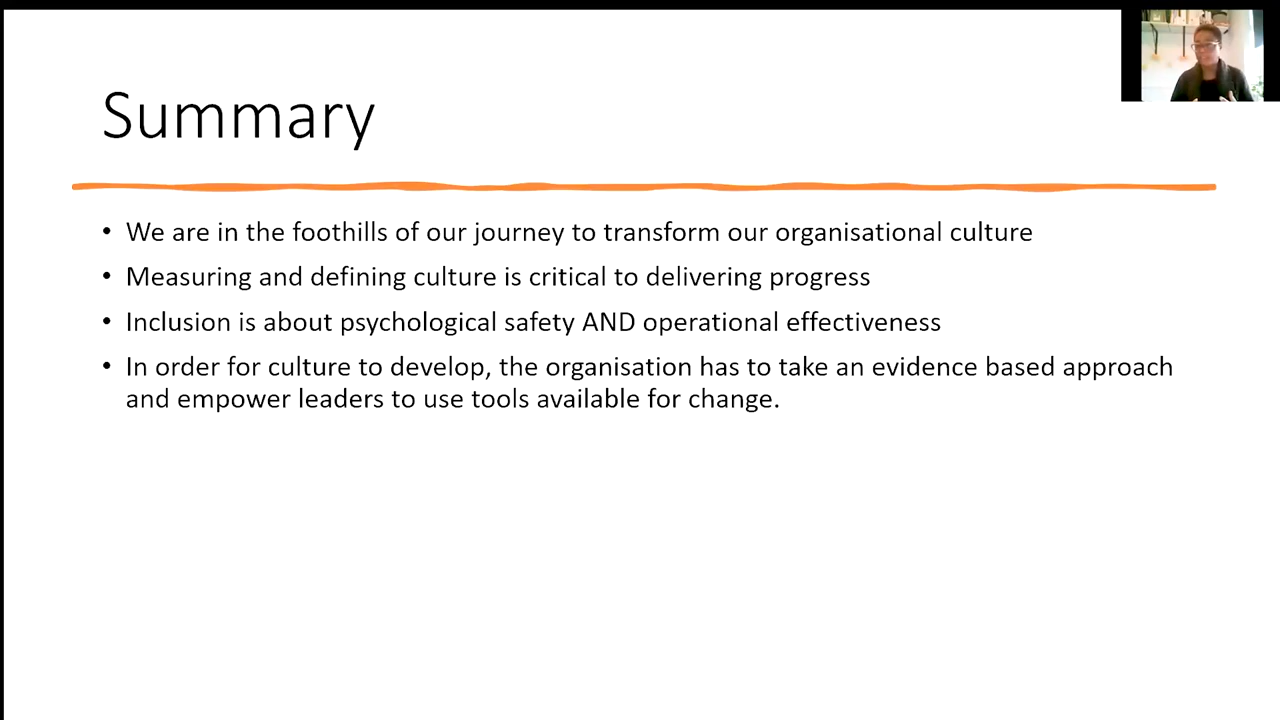 Summary
• We are in the foothills of our journey to transform our organisational culture
• Measuring and defining culture is critical to delivering progress
• Inclusion is about psychological safety AND operational effectiveness
• In order for culture to develop, the organisation has to take an evidence based approach
and empower leaders to use tools available for change.